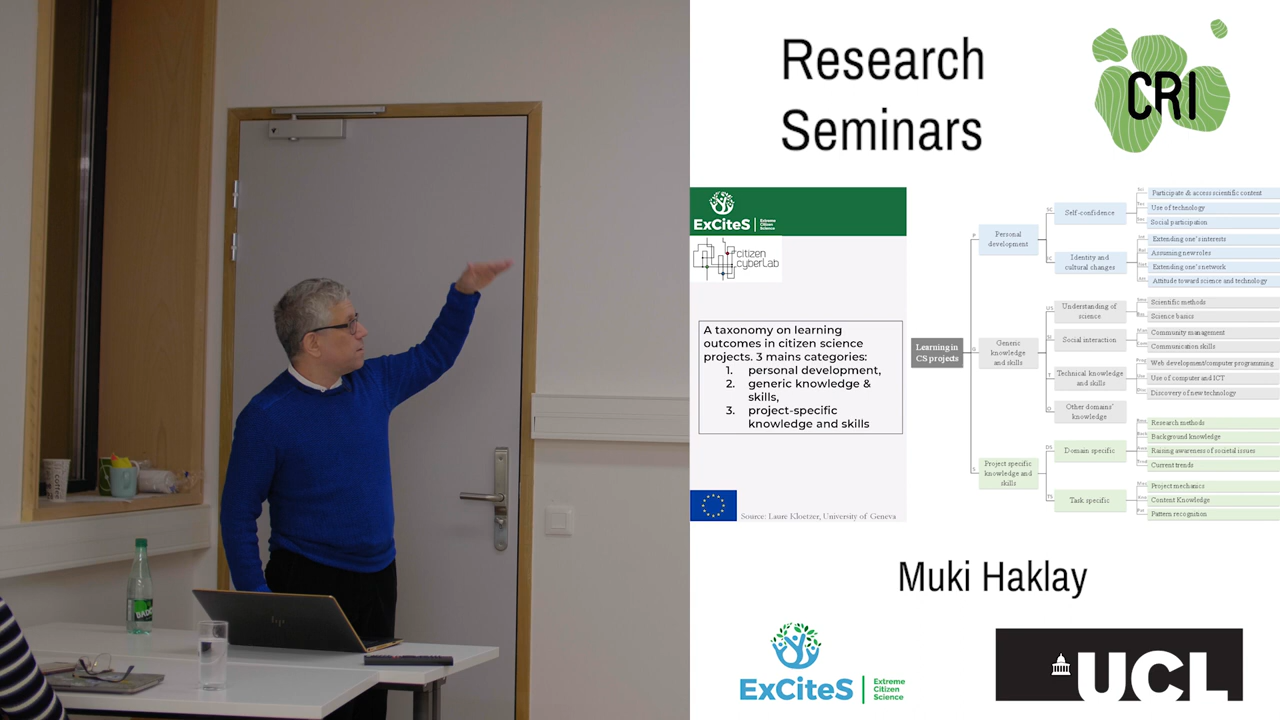 Research
Seminars
CRI
ExCiteS
Extreme
Citizen
Science
citizen
cyberlab
A taxonomy on learning
outcomes in citizen science
projects. 3 mains categories:
1. personal development,
2. generic knowledge &
skills,
3. project-specific
knowledge and skills
Source: Laure Kloetzer, University of Geneva
Learning in
CS projects
Personal
development
Self-confidence
Participate & access scientific content
Use of technology
Social participation
Identity and
cultural changes
Extending one's interests
Assuming new roles
Extending one's network
Attitude toward science and technology
Generic
knowledge
and skills
Understanding of
science
Scientific methods
Science basics
Social interaction
Community management
Communication skills
Technical knowledge
and skills
Web development/computer programming
Use of computer and ICT
Discovery of new technology
Other domains'
knowledge
Project specific
knowledge and
skills
Domain specific
Research methods
Background knowledge
Raising awareness of societal issues
Current trends
Task specific
Project mechanics
Content Knowledge
Pattern recognition
Muki Haklay
ExCiteS
Extreme
Citizen
Science
UCL
hp
BADO